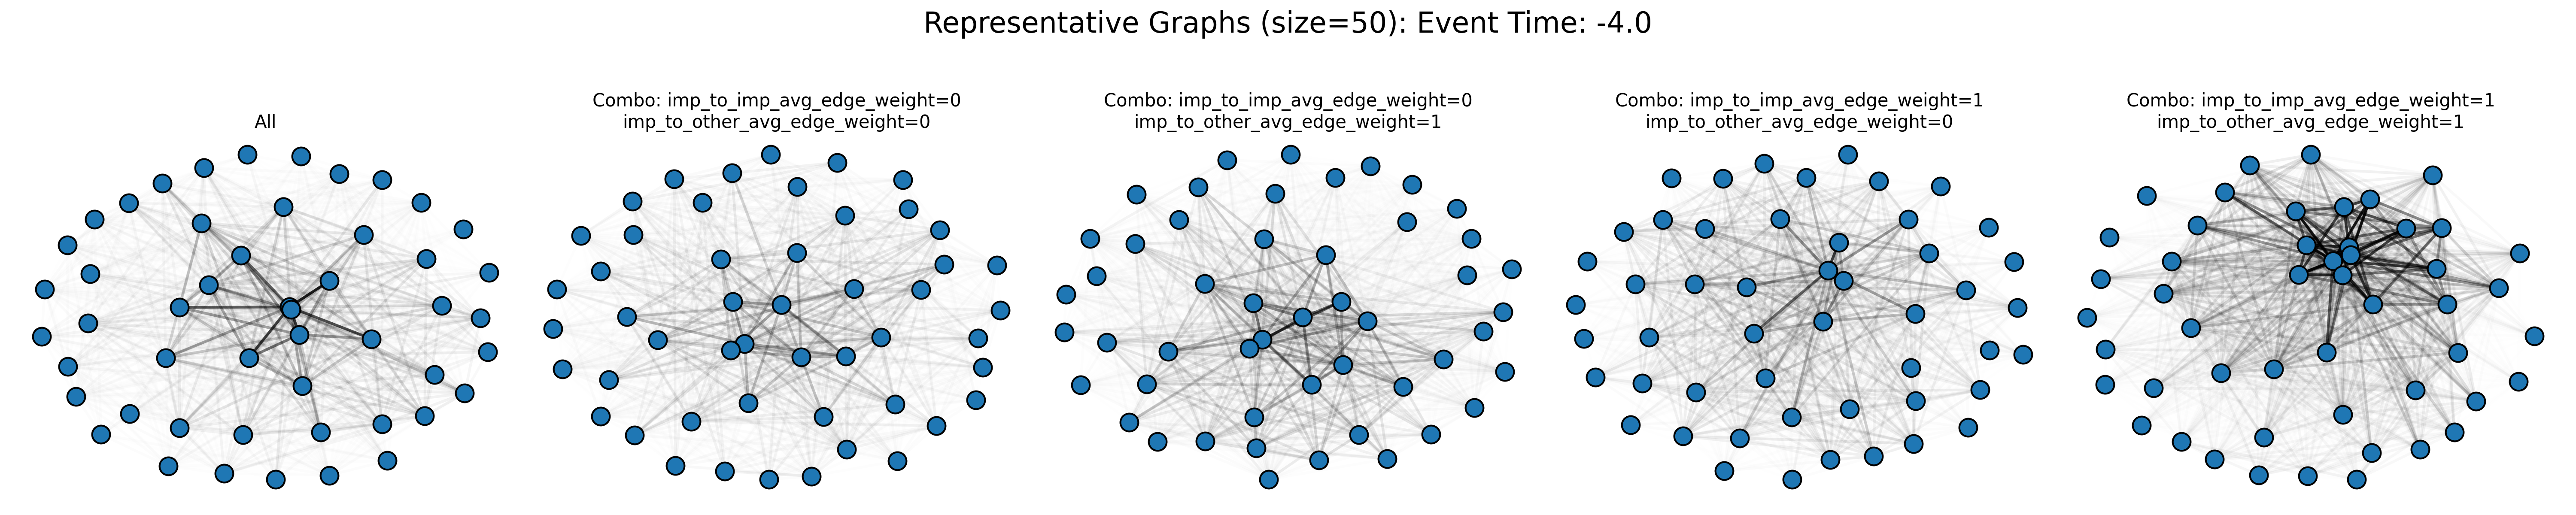 Representative Graphs (size=50): Event Time: -4.0
All
Combo: imp_to_imp_avg_edge_weight=0
imp_to_other_avg_edge_weight=0
Combo: imp_to_imp_avg_edge_weight=0
imp_to_other_avg_edge_weight=1
Combo: imp_to_imp_avg_edge_weight=1
imp_to_other_avg_edge_weight=0
Combo: imp_to_imp_avg_edge_weight=1
imp_to_other_avg_edge_weight=1